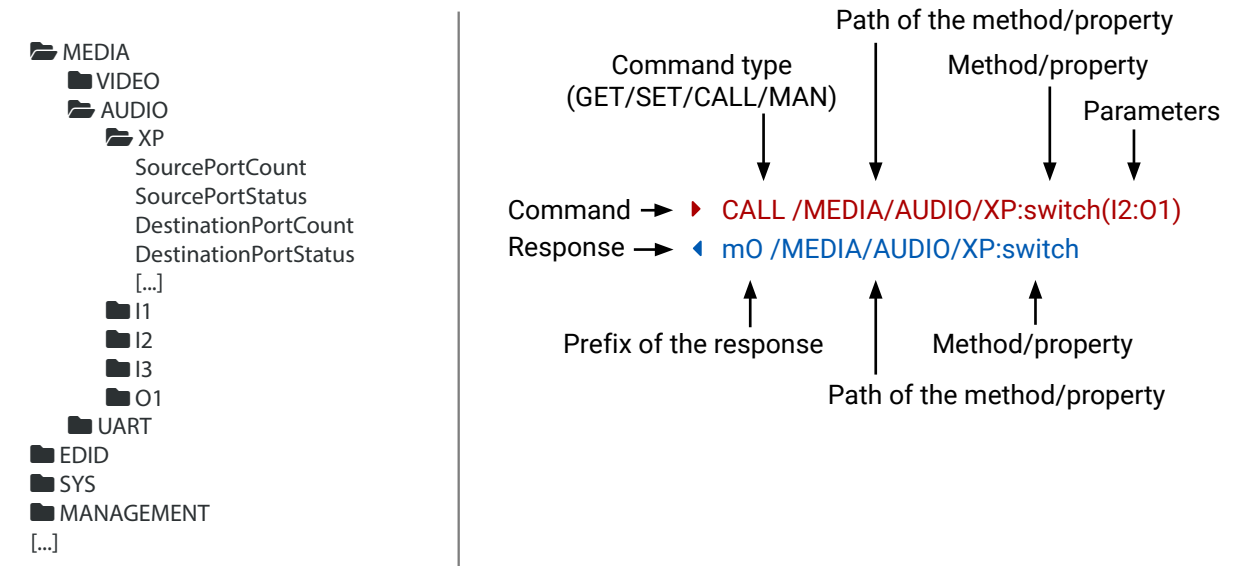 MEDIA
VIDEO
AUDIO
XP
SourcePortCount
SourcePortStatus
DestinationPortCount
DestinationPortStatus
[...]
I1
I2
I3
O1
UART
EDID
SYS
MANAGEMENT
[...]
Path of the method/property
Command type
(GET/SET/CALL/MAN)
Method/property
Parameters
Command
CALL /MEDIA/AUDIO/XP:switch(I2:O1)
Response
mO /MEDIA/AUDIO/XP:switch
Prefix of the response
Method/property
Path of the method/property